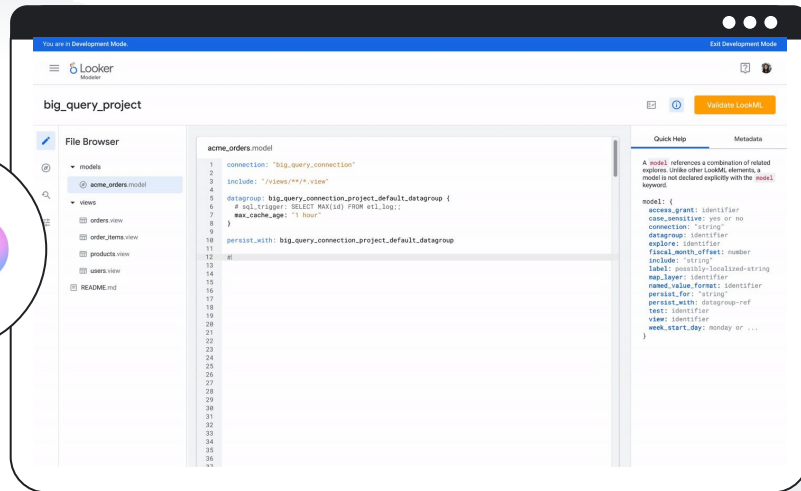 You are in Development Mode.
Exit Development Mode
Looker
Modeler
big_query_project
Validate LookML
File Browser
models
acme_orders.model
views
orders.view
order_items.view
products.view
users.view
README.md
acme_orders.model
1 connection: "big_query_connection"
2
3 include: "/views/**/*.view"
4
5 datagroup: big_query_connection_project_default_datagroup {
6 # sql_trigger: SELECT MAX(id) FROM etl_log;;
7 max_cache_age: "1 hour"
8 }
9
10 persist_with: big_query_connection_project_default_datagroup
11
12 #
13
14
15
16
17
18
19
20
21
22
23
24
25
26
27
28
29
30
31
32
33
34
35
36
37
Quick Help
Metadata
A model references a combination of related
explores. Unlike other LookML elements, a
model is not declared explicitly with the model
keyword.
model: {
access_grant: identifier
case_sensitive: yes or no
connection: "string"
datagroup: identifier
explore: identifier
fiscal_month_offset: number
include: "string"
label: possibly-localized-string
map_layer: identifier
named_value_format: identifier
persist_for: "string"
persist_with: datagroup-ref
test: identifier
view: identifier
week_start_day: monday or ...
}